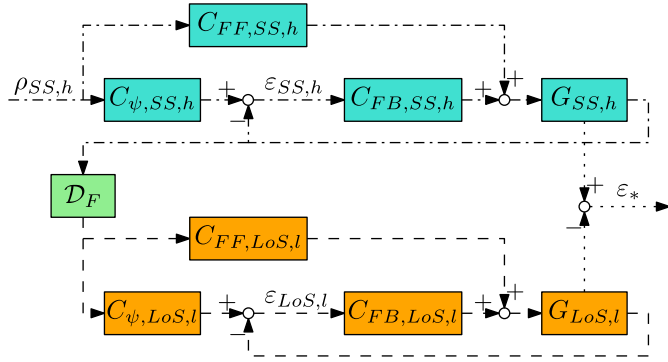 C_{FF,SS,h}
ρ_{SS,h}
C_{ψ,SS,h} + ε_{SS,h} C_{FB,SS,h} + + G_{SS,h}
−
𝒟_F
+ ε_*
−
C_{FF,LoS,l}
C_{ψ,LoS,l} + ε_{LoS,l} C_{FB,LoS,l} + + G_{LoS,l}
−